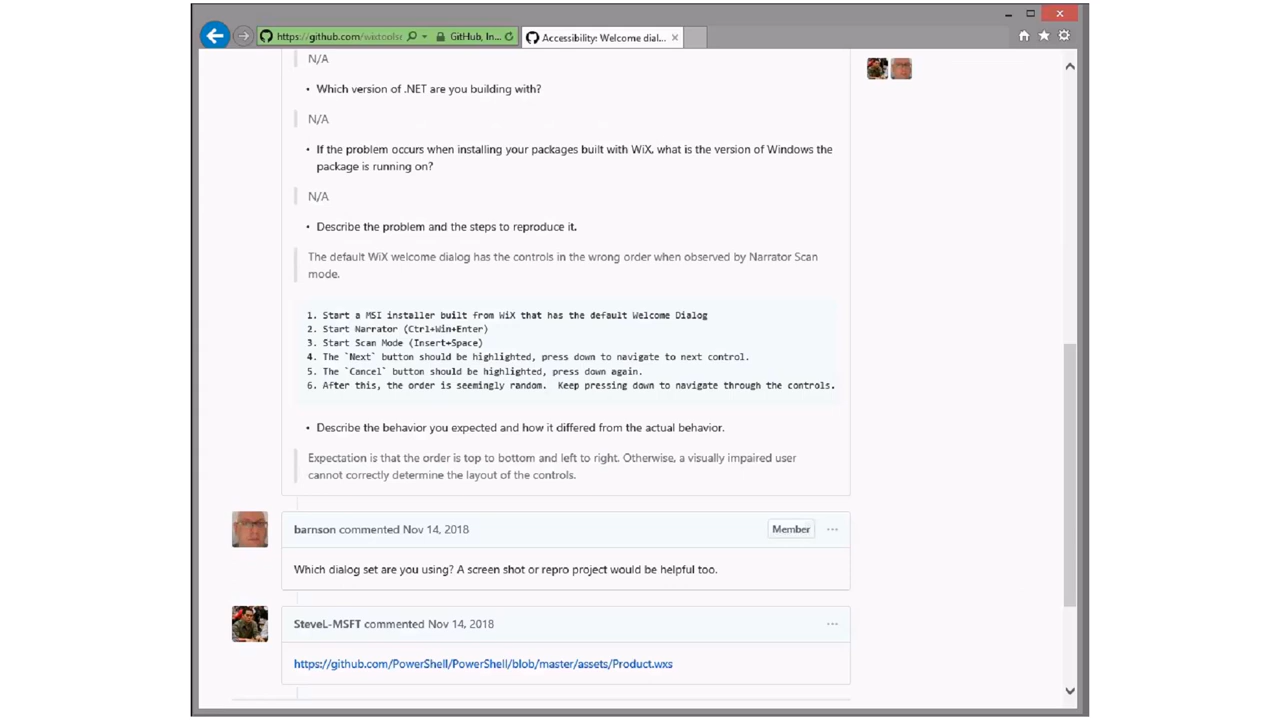 https://github.com/wixtoolsr
GitHub, In...
Accessibility: Welcome dial...
N/A
• Which version of .NET are you building with?
N/A
• If the problem occurs when installing your packages built with WiX, what is the version of Windows the
package is running on?
N/A
• Describe the problem and the steps to reproduce it.
The default WiX welcome dialog has the controls in the wrong order when observed by Narrator Scan
mode.
1. Start a MSI installer built from WiX that has the default Welcome Dialog
2. Start Narrator (Ctrl+Win+Enter)
3. Start Scan Mode (Insert+Space)
4. The `Next` button should be highlighted, press down to navigate to next control.
5. The `Cancel` button should be highlighted, press down again.
6. After this, the order is seemingly random.  Keep pressing down to navigate through the controls.
• Describe the behavior you expected and how it differed from the actual behavior.
Expectation is that the order is top to bottom and left to right. Otherwise, a visually impaired user
cannot correctly determine the layout of the controls.
barnson commented Nov 14, 2018
Member
Which dialog set are you using? A screen shot or repro project would be helpful too.
SteveL-MSFT commented Nov 14, 2018
https://github.com/PowerShell/PowerShell/blob/master/assets/Product.wxs